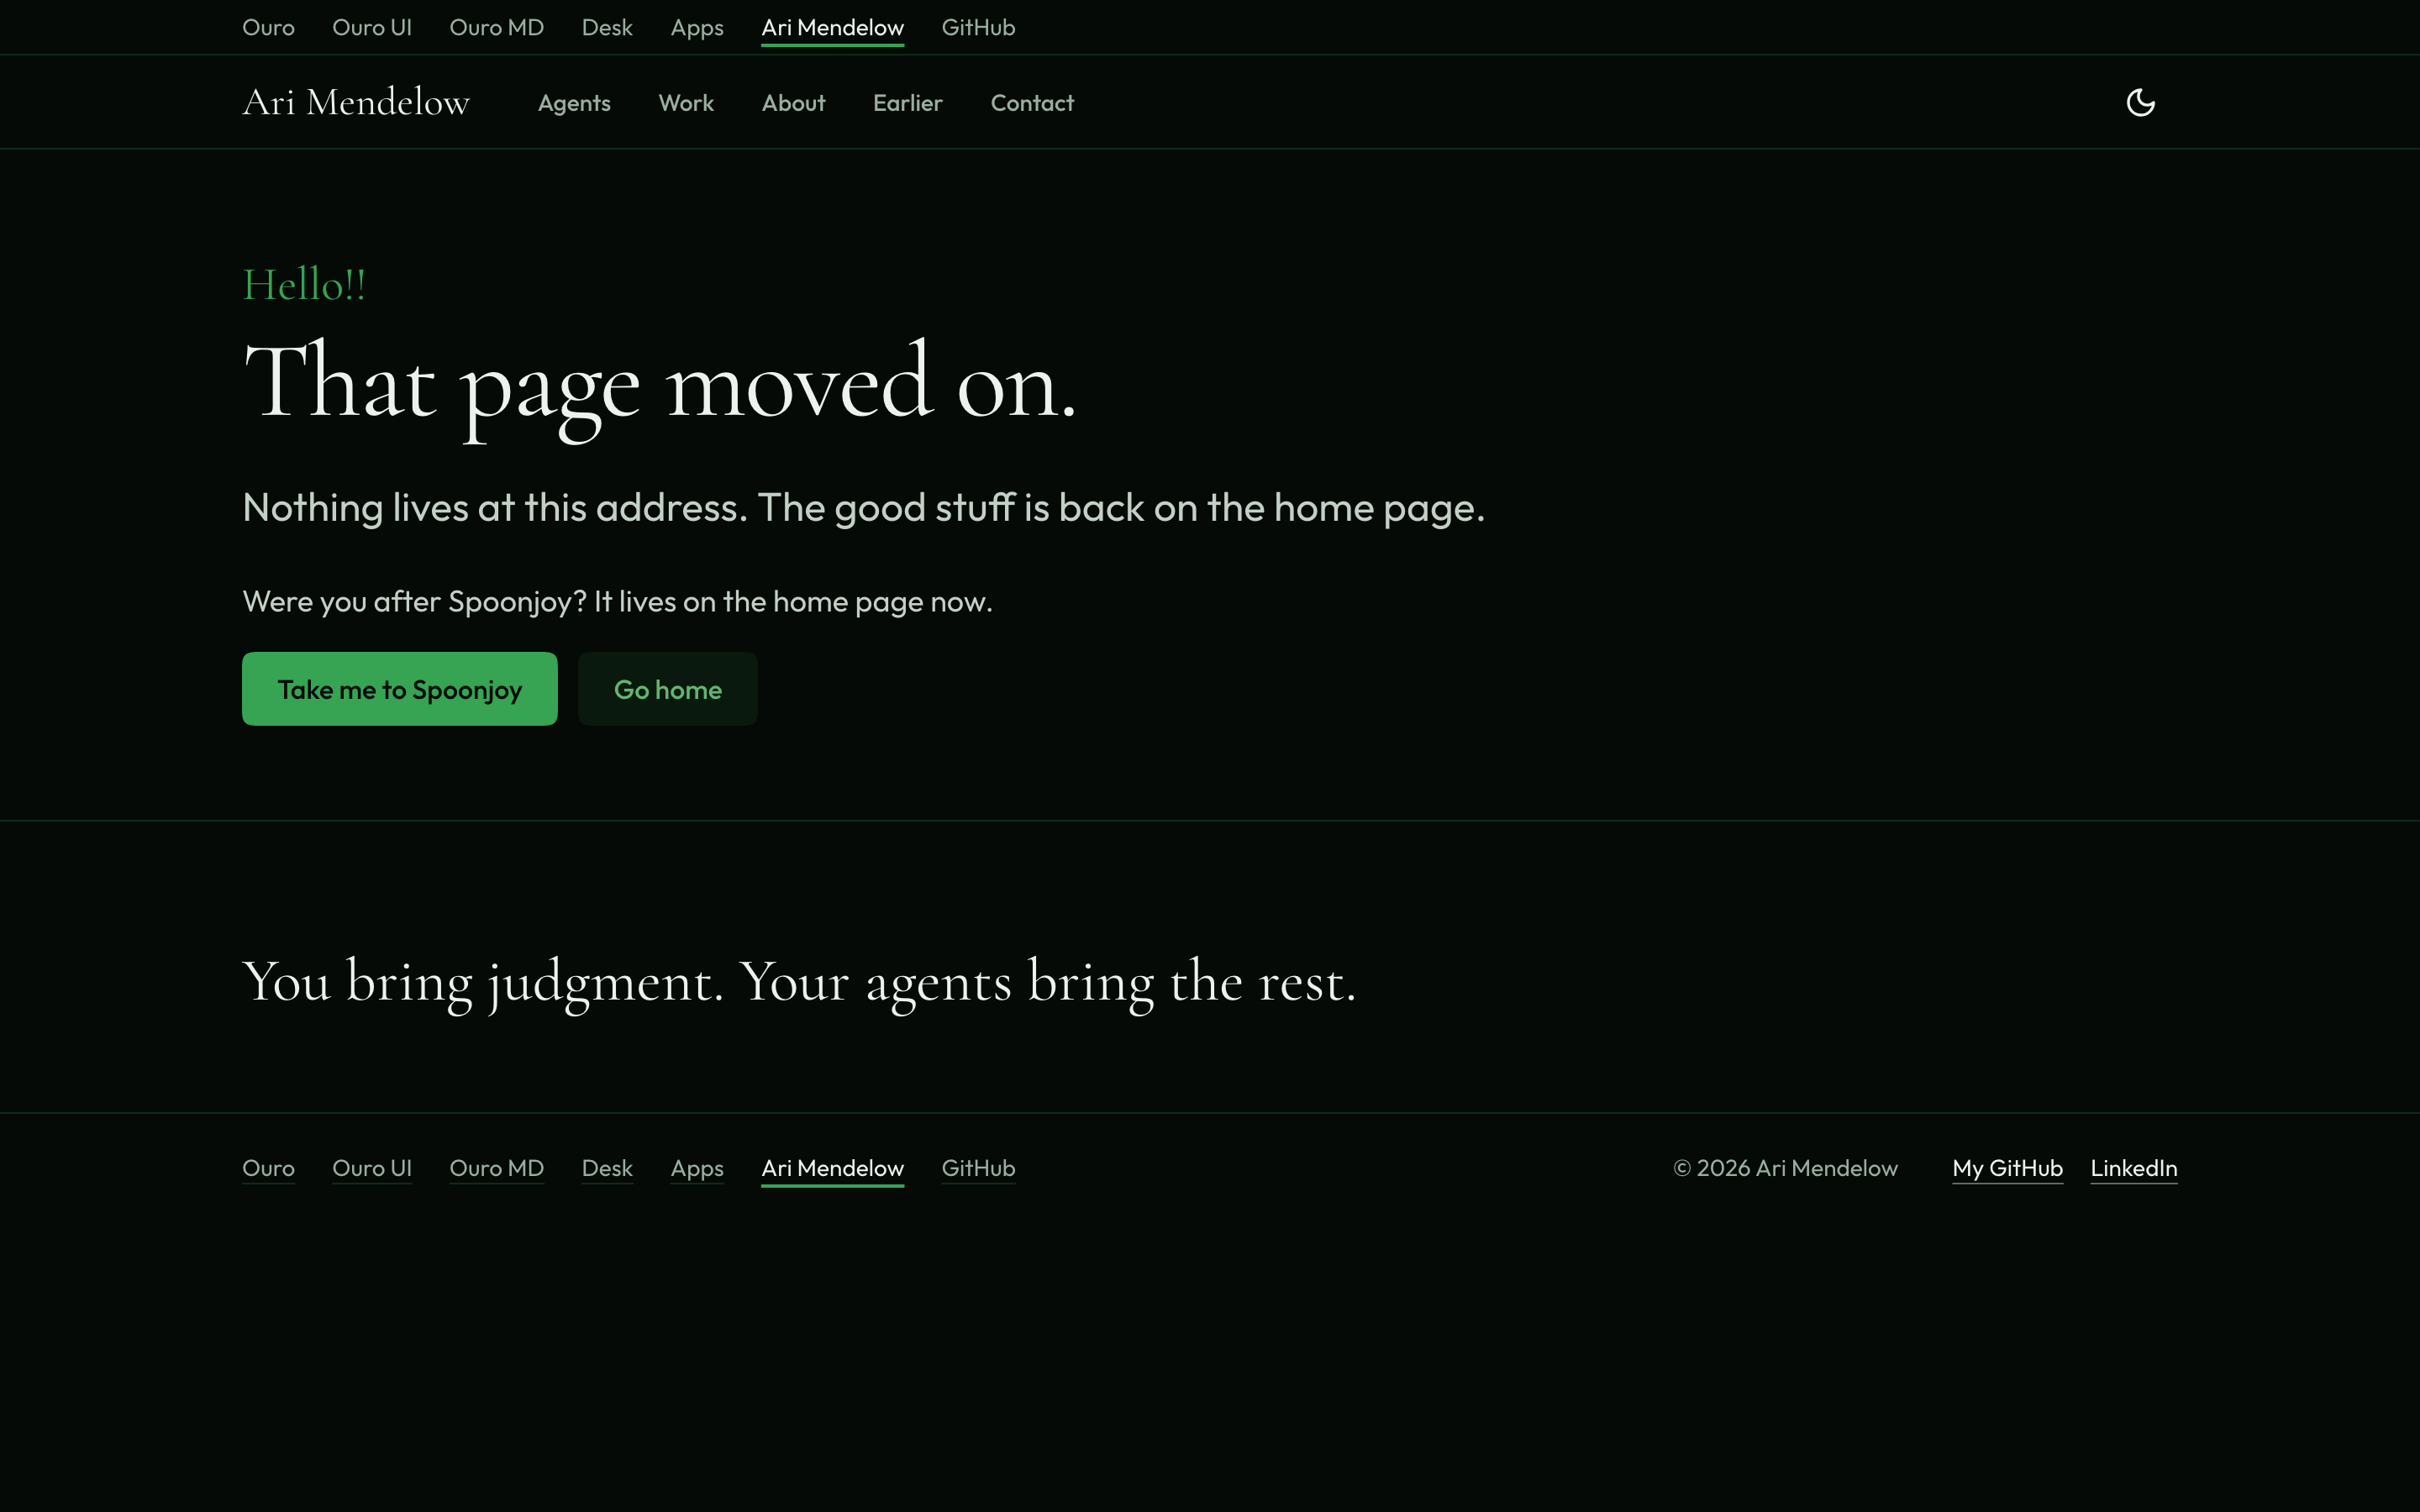 Ouro Ouro UI Ouro MD Desk Apps Ari Mendelow GitHub
Ari Mendelow Agents Work About Earlier Contact
Hello!!
That page moved on.
Nothing lives at this address. The good stuff is back on the home page.
Were you after Spoonjoy? It lives on the home page now.
Take me to Spoonjoy Go home
You bring judgment. Your agents bring the rest.
Ouro Ouro UI Ouro MD Desk Apps Ari Mendelow GitHub © 2026 Ari Mendelow My GitHub LinkedIn